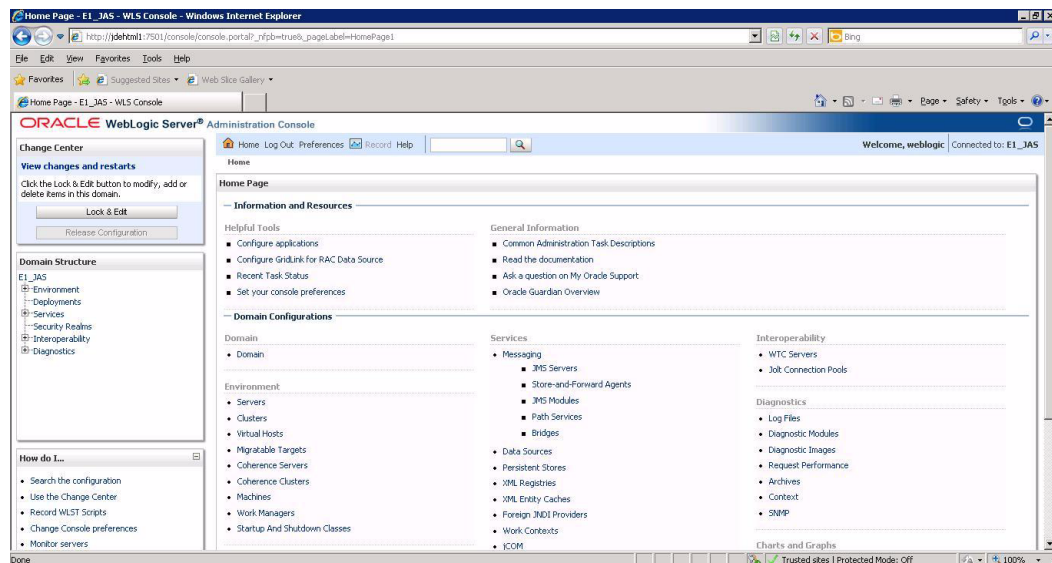 Home Page - E1_JAS - WLS Console - Windows Internet Explorer
http://jdehtml1:7501/console/console.portal?_nfpb=true&_pageLabel=HomePage1
Bing
File Edit View Favorites Tools Help
Favorites Suggested Sites Web Slice Gallery
Home Page - E1_JAS - WLS Console
Page Safety Tools
ORACLE WebLogic Server® Administration Console
Change Center
View changes and restarts
Click the Lock & Edit button to modify, add or
delete items in this domain.
Lock & Edit
Release Configuration
Domain Structure
E1_JAS
Environment
Deployments
Services
Security Realms
Interoperability
Diagnostics
How do I...
Search the configuration
Use the Change Center
Record WLST Scripts
Change Console preferences
Monitor servers
Home Log Out Preferences Record Help
Welcome, weblogic Connected to: E1_JAS
Home
Home Page
Information and Resources
Helpful Tools
Configure applications
Configure GridLink for RAC Data Source
Recent Task Status
Set your console preferences
General Information
Common Administration Task Descriptions
Read the documentation
Ask a question on My Oracle Support
Oracle Guardian Overview
Domain Configurations
Domain
Domain
Environment
Servers
Clusters
Virtual Hosts
Migratable Targets
Coherence Servers
Coherence Clusters
Machines
Work Managers
Startup And Shutdown Classes
Services
Messaging
JMS Servers
Store-and-Forward Agents
JMS Modules
Path Services
Bridges
Data Sources
Persistent Stores
XML Registries
XML Entity Caches
Foreign JNDI Providers
Work Contexts
jCOM
Interoperability
WTC Servers
Jolt Connection Pools
Diagnostics
Log Files
Diagnostic Modules
Diagnostic Images
Request Performance
Archives
Context
SNMP
Charts and Graphs
Done
Trusted sites | Protected Mode: Off
100%